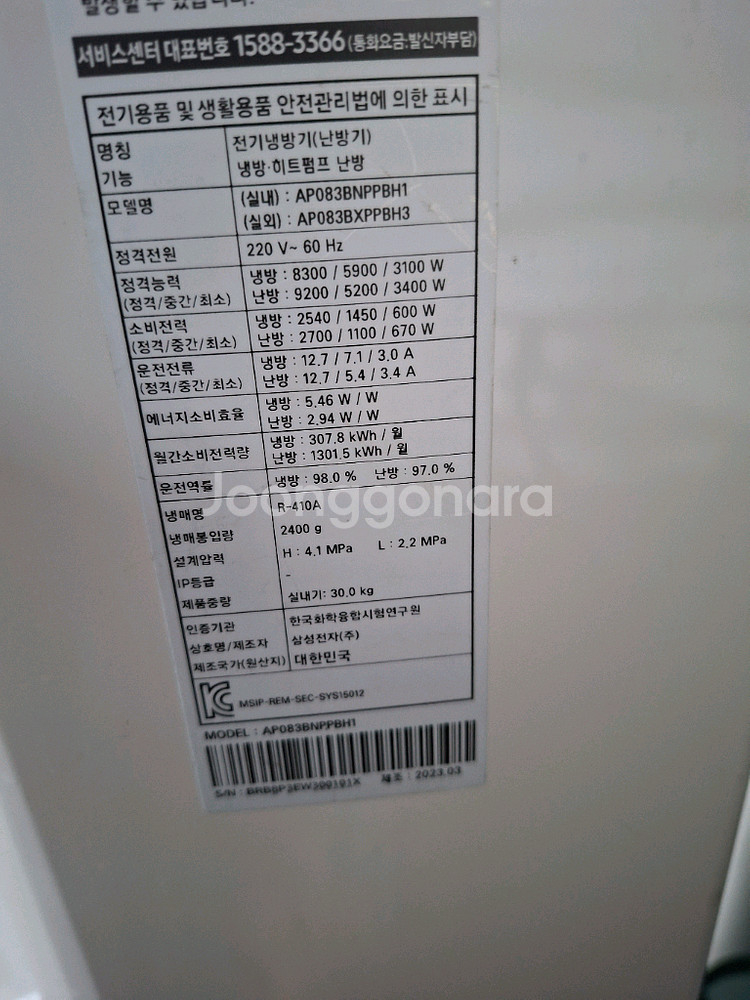 발생할 수 있습니다.
서비스센터 대표번호 1588-3366 (통화요금:발신자부담)
전기용품 및 생활용품 안전관리법에 의한 표시
명칭 전기냉방기(난방기)
기능 냉방·히트펌프 난방
모델명 (실내) : AP083BNPPBH1
(실외) : AP083BXPPBH3
정격전원 220 V~ 60 Hz
정격능력 냉방 : 8300 / 5900 / 3100 W
(정격/중간/최소) 난방 : 9200 / 5200 / 3400 W
소비전력 냉방 : 2540 / 1450 / 600 W
(정격/중간/최소) 난방 : 2700 / 1100 / 670 W
운전전류 냉방 : 12.7 / 7.1 / 3.0 A
(정격/중간/최소) 난방 : 12.7 / 5.4 / 3.4 A
에너지소비효율 냉방 : 5.46 W / W
난방 : 2.94 W / W
월간소비전력량 냉방 : 307.8 kWh / 월
난방 : 1301.5 kWh / 월
운전역률 냉방 : 98.0 % 난방 : 97.0 %
냉매명 R-410A
냉매봉입량 2400 g
설계압력 H : 4.1 MPa L : 2.2 MPa
IP등급 -
제품중량 실내기: 30.0 kg
인증기관 한국화학융합시험연구원
상호명/제조자 삼성전자(주)
제조국가(원산지) 대한민국
MSIP-REM-SEC-SYS15012
MODEL : AP083BNPPBH1
S/N : 제조 : 2023.03
Joonggonara